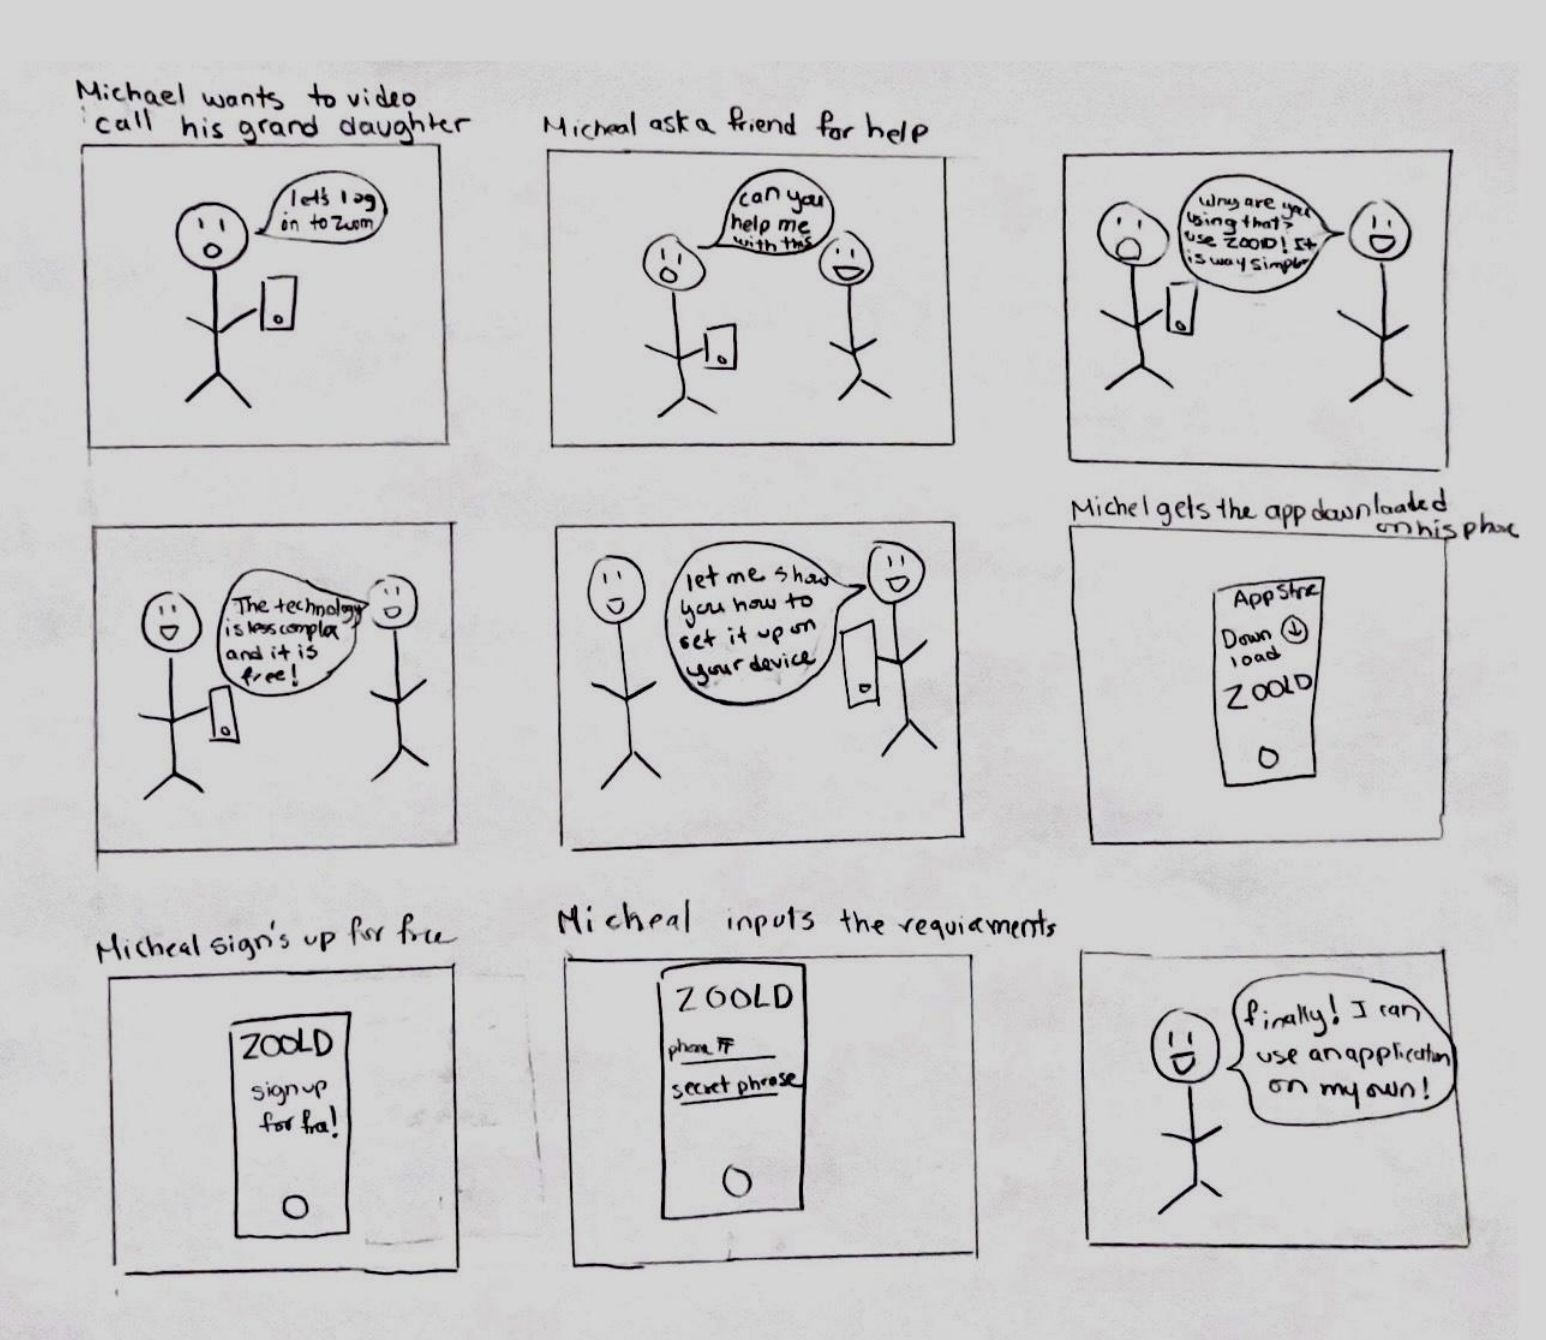 Michael wants to video
call his grand daughter
let's log
in to Zoom
Micheal ask a friend for help
can you
help me
with this
Why are you
using that?
use ZOOLD! It
is way simpler
The technology
is less complex
and it is
free!
let me show
you how to
set it up on
your device
Michel gets the app downloaded
on his phone
App Store
Down
load
ZOOLD
Micheal sign's up for free
ZOOLD
sign up
for free!
Micheal inputs the requirements
ZOOLD
phone #
secret phrase
finally! I can
use an application
on my own!